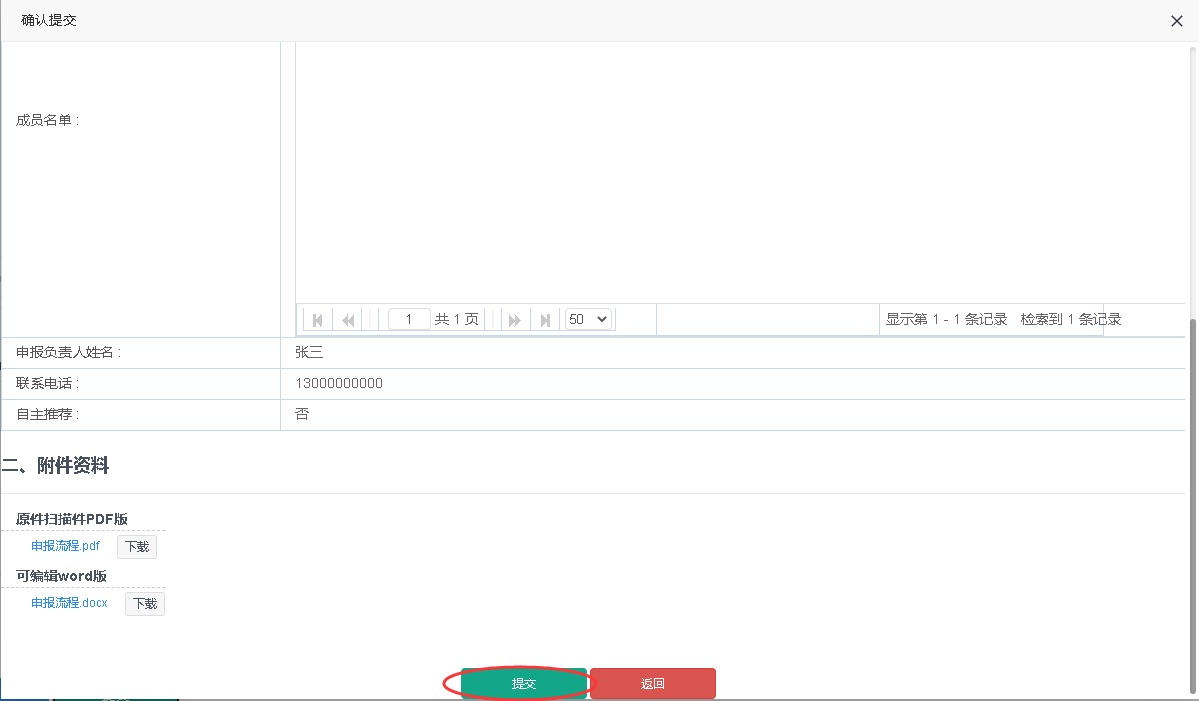 确认提交
成员名单 :
1 共 1 页 50 显示第 1 - 1 条记录 检索到 1 条记录
申报负责人姓名 : 张三
联系电话 : 13000000000
自主推荐 : 否
二、附件资料
原件扫描件PDF版
申报流程.pdf 下载
可编辑word版
申报流程.docx 下载
提交 返回